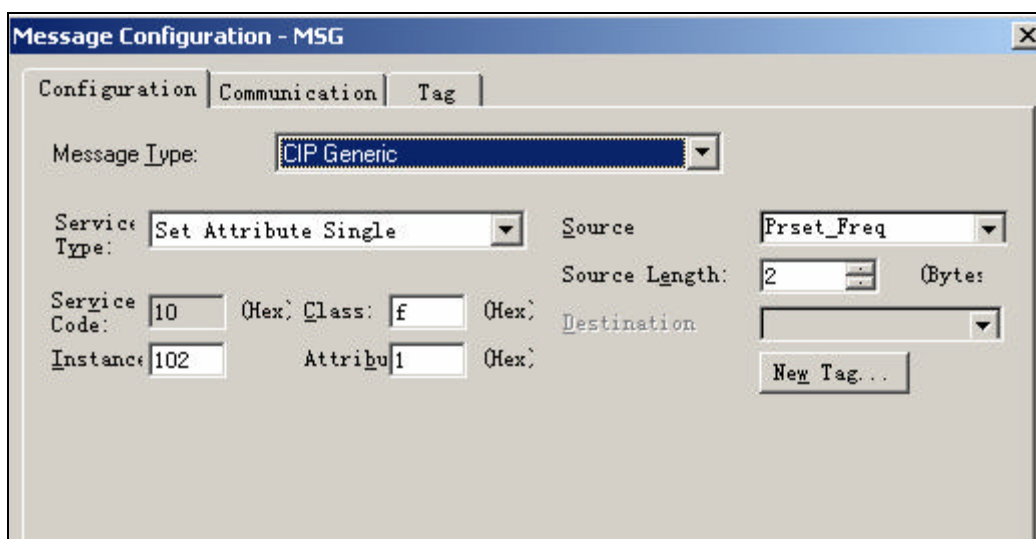 Message Configuration - MSG
Configuration Communication Tag
Message Type: CIP Generic
Service Type: Set Attribute Single
Source Prset_Freq
Source Length: 2 (Bytes
Service Code: 10 (Hex) Class: f (Hex)
Destination
Instance 102 Attribu 1 (Hex)
New Tag...